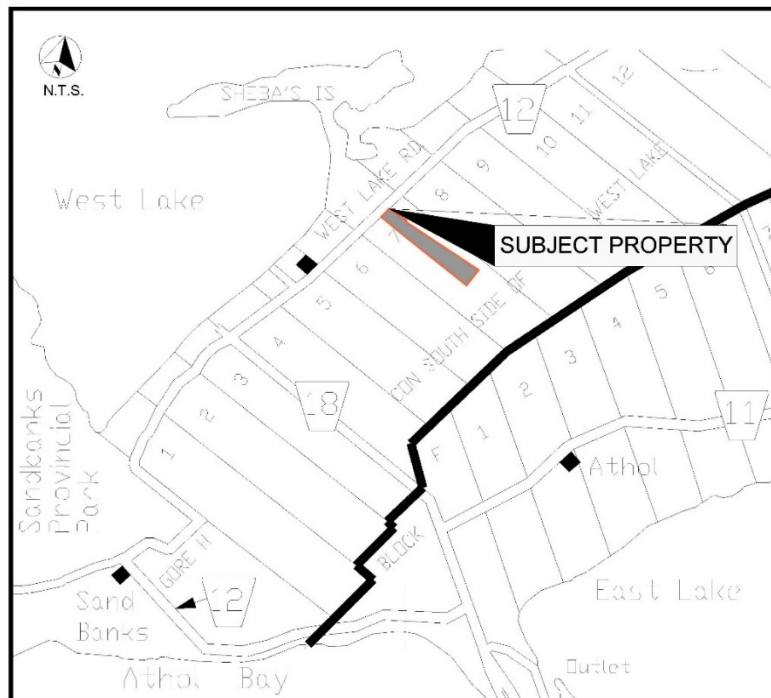 N
N.T.S.
SHEBA'S IS
West Lake
WEST LAKE RD
12
12
11
10
9
8
7
6
5
4
3
2
1
WEST LAKE
SUBJECT PROPERTY
CON SOUTH SIDE OF
18
Sandbanks
Provincial
Park
GORE H
12
Sand
Banks
Athol Bay
BLOCK
F
1
2
3
4
5
6
7
11
Athol
East Lake
Outlet